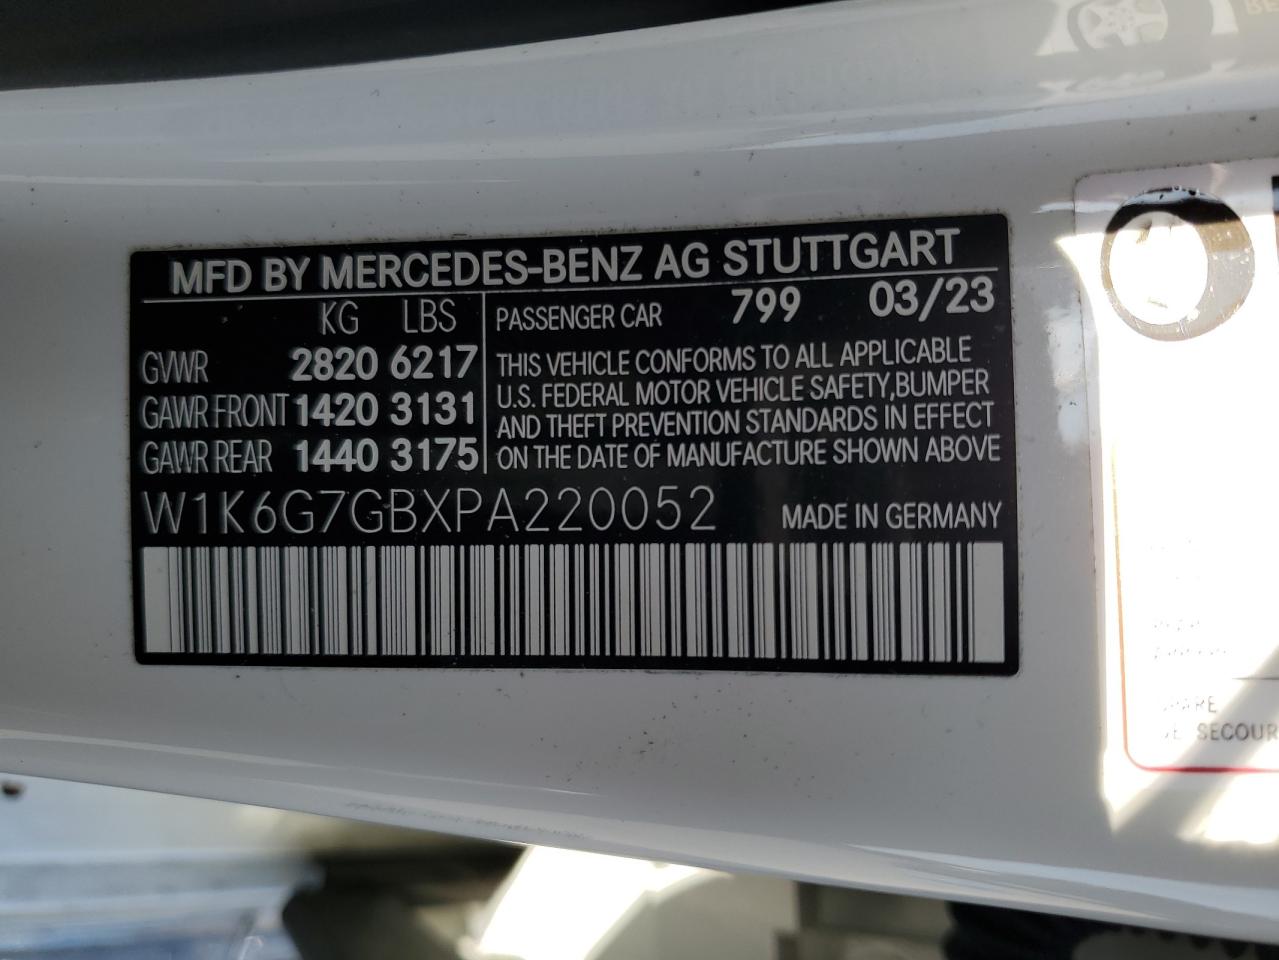 MFD BY MERCEDES-BENZ AG STUTTGART
KG LBS
GVWR 2820 6217
GAWR FRONT 1420 3131
GAWR REAR 1440 3175
PASSENGER CAR 799 03/23
THIS VEHICLE CONFORMS TO ALL APPLICABLE
U.S. FEDERAL MOTOR VEHICLE SAFETY, BUMPER
AND THEFT PREVENTION STANDARDS IN EFFECT
ON THE DATE OF MANUFACTURE SHOWN ABOVE
W1K6G7GBXPA220052 MADE IN GERMANY
SECOUR